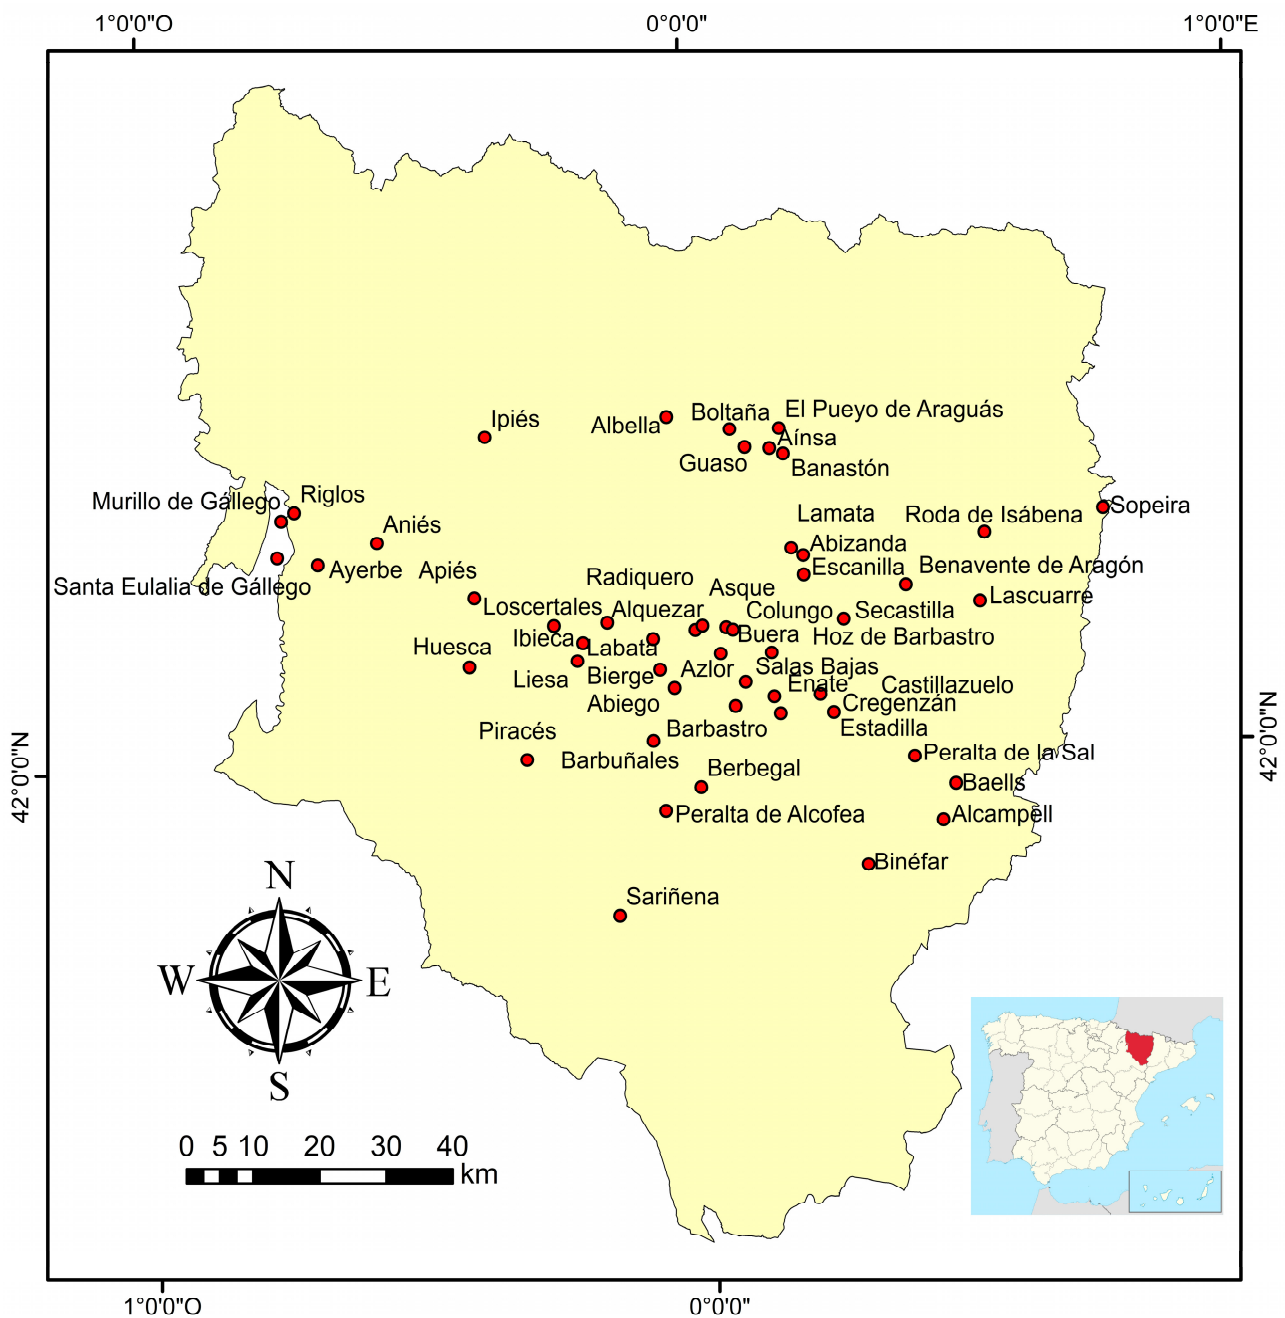 1°0'0"O 0°0'0" 1°0'0"E
Ipiés
Albella
Boltaña
El Pueyo de Araguás
Aínsa
Guaso
Banastón
Murillo de Gállego
Riglos
Aniés
Lamata
Roda de Isábena
Sopeira
Abizanda
Santa Eulalia de Gállego
Ayerbe
Apiés
Escanilla
Benavente de Aragón
Radiquero
Asque
Lascuarre
Loscertales
Alquezar
Colungo
Secastilla
Huesca
Ibieca
Labata
Buera
Hoz de Barbastro
Liesa
Bierge
Azlor
Salas Bajas
Enate
Castillazuelo
Abiego
Cregenzán
Piracés
Barbastro
Estadilla
Barbuñales
Berbegal
Peralta de la Sal
Baells
Peralta de Alcofea
Alcampell
Binéfar
Sariñena
42°0'0"N
42°0'0"N
N
W E
S
0 5 10 20 30 40
km
1°0'0"O 0°0'0"